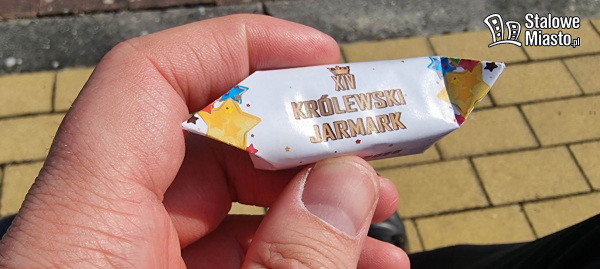 Stalowe
Miasto.pl
XIV
KRÓLEWSKI
JARMARK